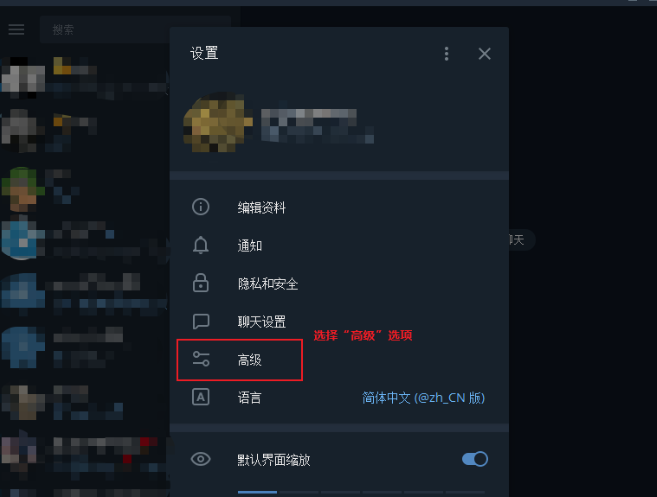 搜索
设置
编辑资料
通知
隐私和安全
聊天设置
选择“高级”选项
高级
语言
简体中文 (@zh_CN 版)
聊天
默认界面缩放